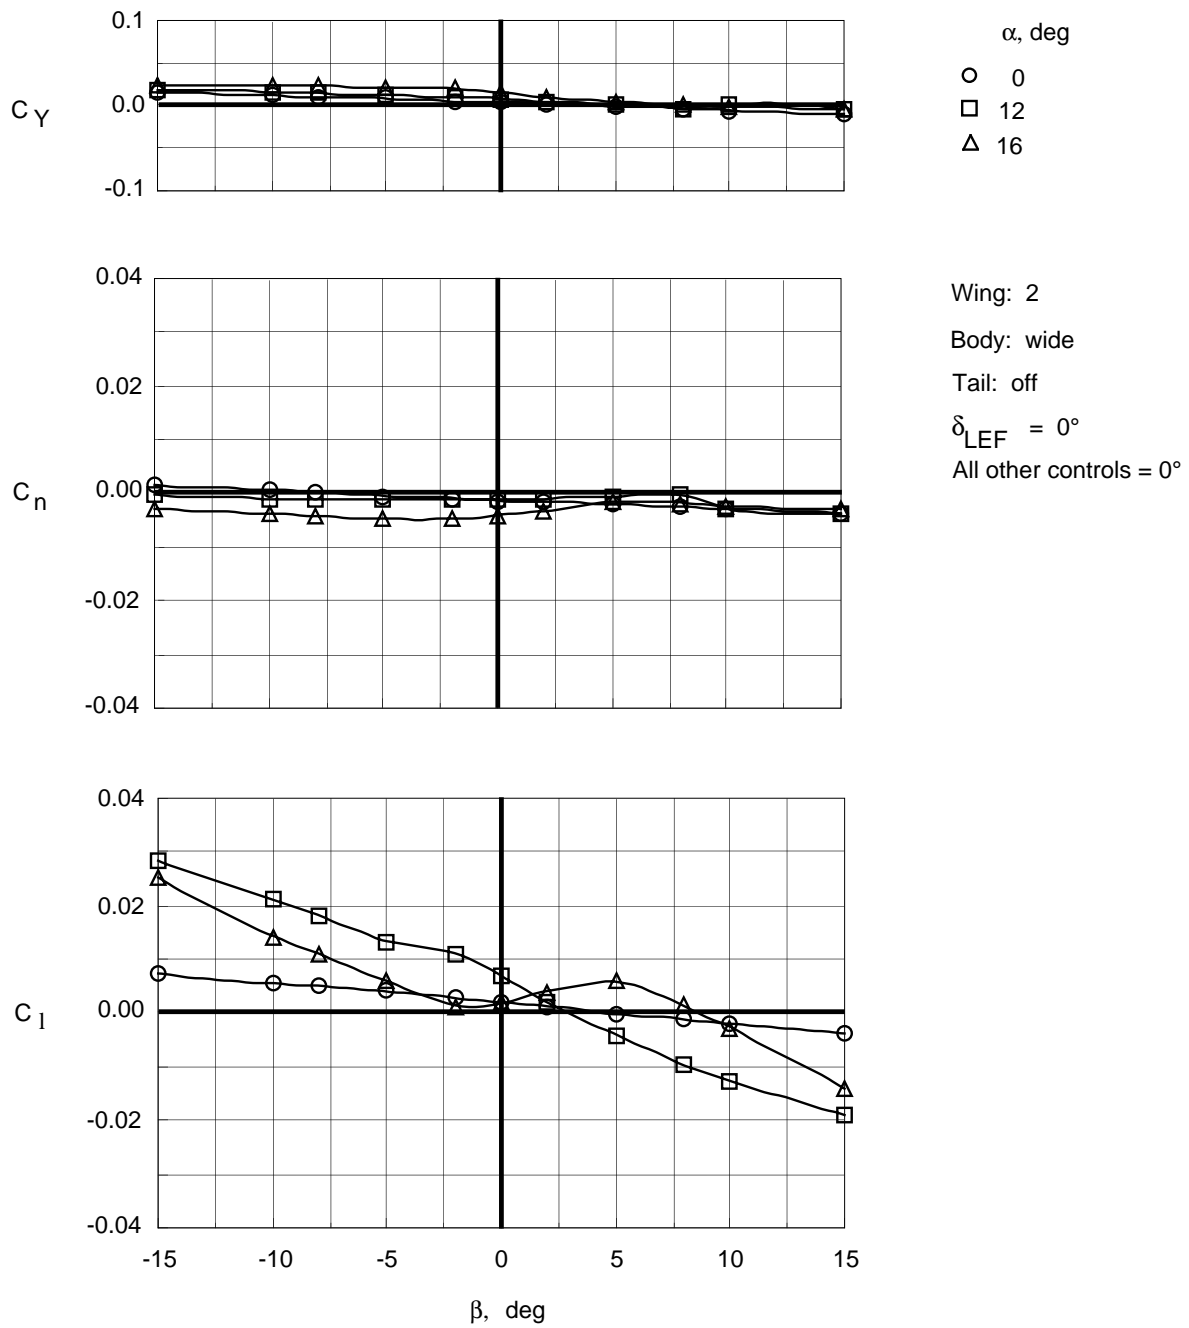 0.1
0.0
-0.1
C Y
α, deg
0
12
16
0.04
0.02
0.00
-0.02
-0.04
C n
Wing: 2
Body: wide
Tail: off
δLEF = 0°
All other controls = 0°
0.04
0.02
0.00
-0.02
-0.04
C l
-15 -10 -5 0 5 10 15
β, deg